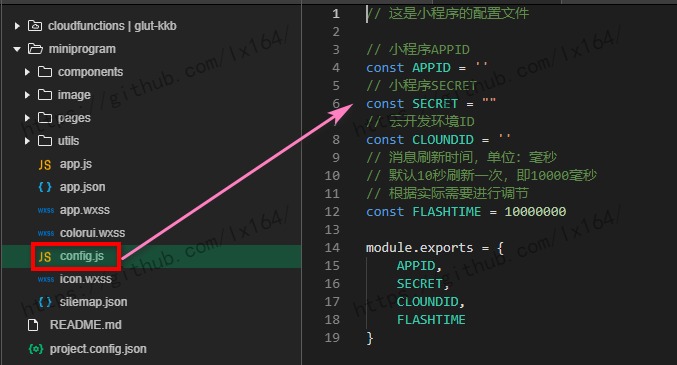 cloudfunctions | glut-kkb
miniprogram
components
image
pages
utils
JS app.js
{} app.json
wxss app.wxss
wxss colorui.wxss
JS config.js
wxss icon.wxss
{} sitemap.json
README.md
{} project.config.json
1 // 这是小程序的配置文件
2
3 // 小程序APPID
4 const APPID = ''
5 // 小程序SECRET
6 const SECRET = ""
7 // 云开发环境ID
8 const CLOUNDID = ''
9 // 消息刷新时间，单位：毫秒
10 // 默认10秒刷新一次，即10000毫秒
11 // 根据实际需要进行调节
12 const FLASHTIME = 10000000
13
14 module.exports = {
15 APPID,
16 SECRET,
17 CLOUNDID,
18 FLASHTIME
19 }
https://github.com/lx164/
https://github.com/lx164/
https://github.com/lx164/
https://github.com/lx164/